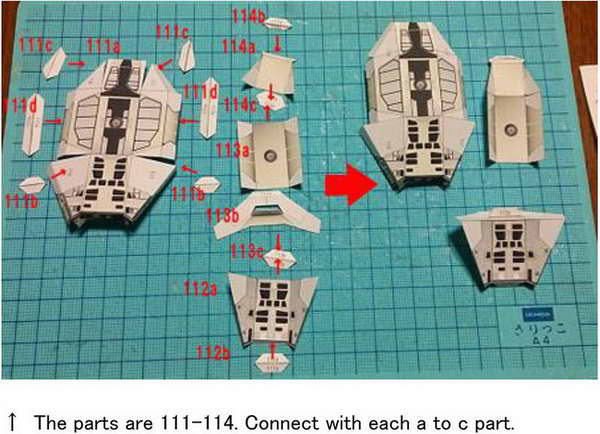 114b
111c
111a
111c
114a
111d
111d
114c
113a
111b
111b
113b
113c
112a
112b
きりっこ
A4
↑ The parts are 111-114. Connect with each a to c part.